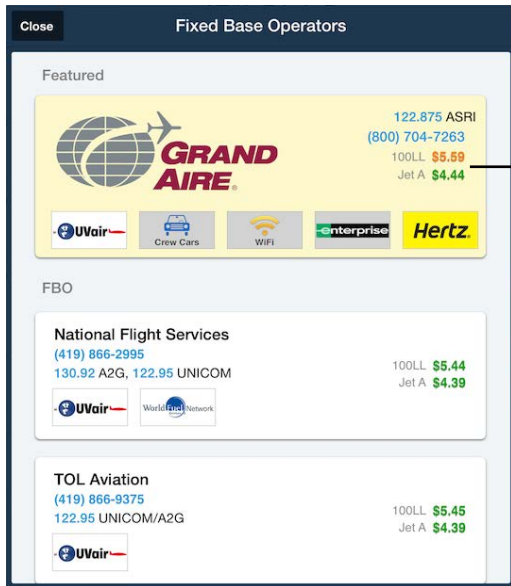 Close
Fixed Base Operators
Featured
GRAND
AIRE
122.875 ASRI
(800) 704-7263
100LL $5.59
Jet A $4.44
UVair
Crew Cars
WiFi
enterprise
Hertz.
FBO
National Flight Services
(419) 866-2995
130.92 A2G, 122.95 UNICOM
100LL $5.44
Jet A $4.39
UVair
World Fuel Network
TOL Aviation
(419) 866-9375
122.95 UNICOM/A2G
100LL $5.45
Jet A $4.39
UVair